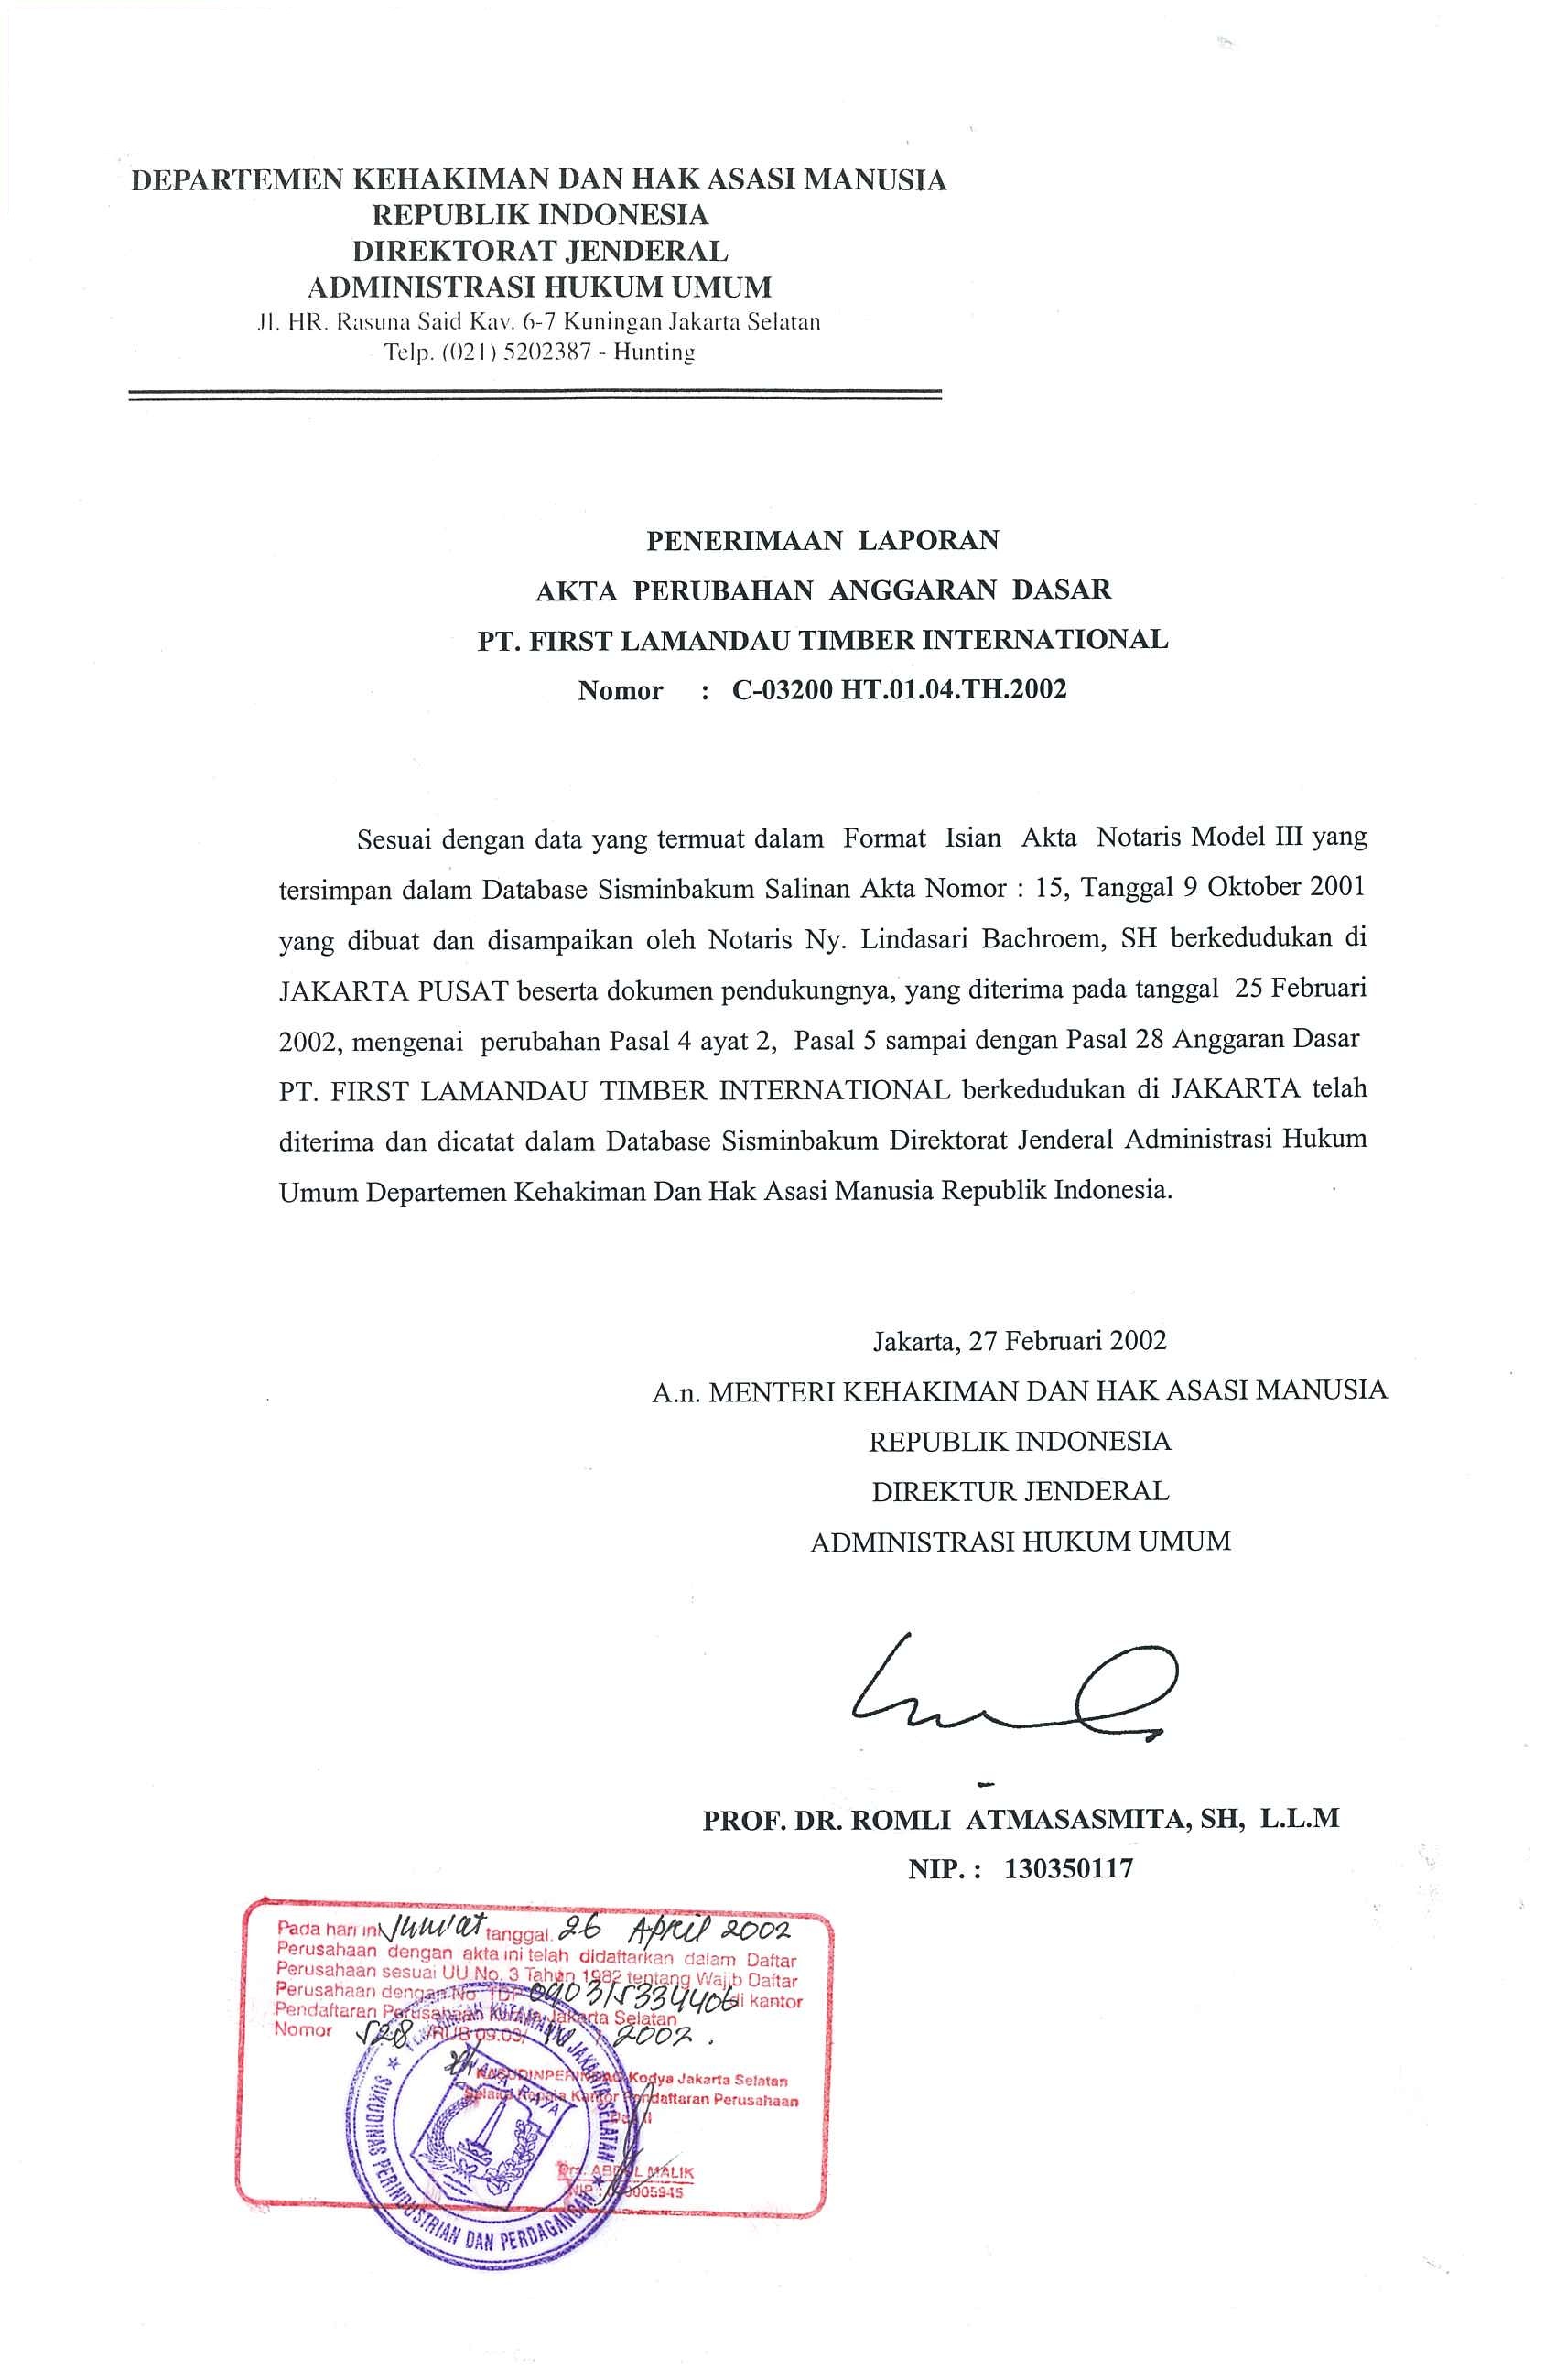 DEPARTEMEN KEHAKIMAN DAN HAK ASASI MANUSIA
REPUBLIK INDONESIA
DIREKTORAT JENDERAL
ADMINISTRASI HUKUM UMUM
Jl. HR. Rasuna Said Kav. 6-7 Kuningan Jakarta Selatan
Telp. (021) 5202387 - Hunting
PENERIMAAN LAPORAN
AKTA PERUBAHAN ANGGARAN DASAR
PT. FIRST LAMANDAU TIMBER INTERNATIONAL
Nomor : C-03200 HT.01.04.TH.2002
Sesuai dengan data yang termuat dalam Format Isian Akta Notaris Model III yang
tersimpan dalam Database Sisminbakum Salinan Akta Nomor : 15, Tanggal 9 Oktober 2001
yang dibuat dan disampaikan oleh Notaris Ny. Lindasari Bachroem, SH berkedudukan di
JAKARTA PUSAT beserta dokumen pendukungnya, yang diterima pada tanggal 25 Februari
2002, mengenai perubahan Pasal 4 ayat 2, Pasal 5 sampai dengan Pasal 28 Anggaran Dasar
PT. FIRST LAMANDAU TIMBER INTERNATIONAL berkedudukan di JAKARTA telah
diterima dan dicatat dalam Database Sisminbakum Direktorat Jenderal Administrasi Hukum
Umum Departemen Kehakiman Dan Hak Asasi Manusia Republik Indonesia.
Jakarta, 27 Februari 2002
A.n. MENTERI KEHAKIMAN DAN HAK ASASI MANUSIA
REPUBLIK INDONESIA
DIREKTUR JENDERAL
ADMINISTRASI HUKUM UMUM
PROF. DR. ROMLI ATMASASMITA, SH, L.L.M
NIP. : 130350117
Pada hari ini Jum'at tanggal. 26 April 2002
Perusahaan dengan akta ini telah didaftarkan dalam Daftar
Perusahaan sesuai UU No. 3 Tahun 1982 tentang Wajib Daftar
Perusahaan dengan No. TDP 090315334406 di kantor
Pendaftaran Perusahaan Kodya Jakarta Selatan
Nomor 528 /RUB 09.03/ 2002 .
Kodya Jakarta Selatan
Selaku Kepala Kantor Pendaftaran Perusahaan
Drs. ABDUL MALIK
NIP.
JAYA RAYA
JAKARTA SELATAN
SUKUDINAS PERINDUSTRIAN DAN PERDAGANGAN